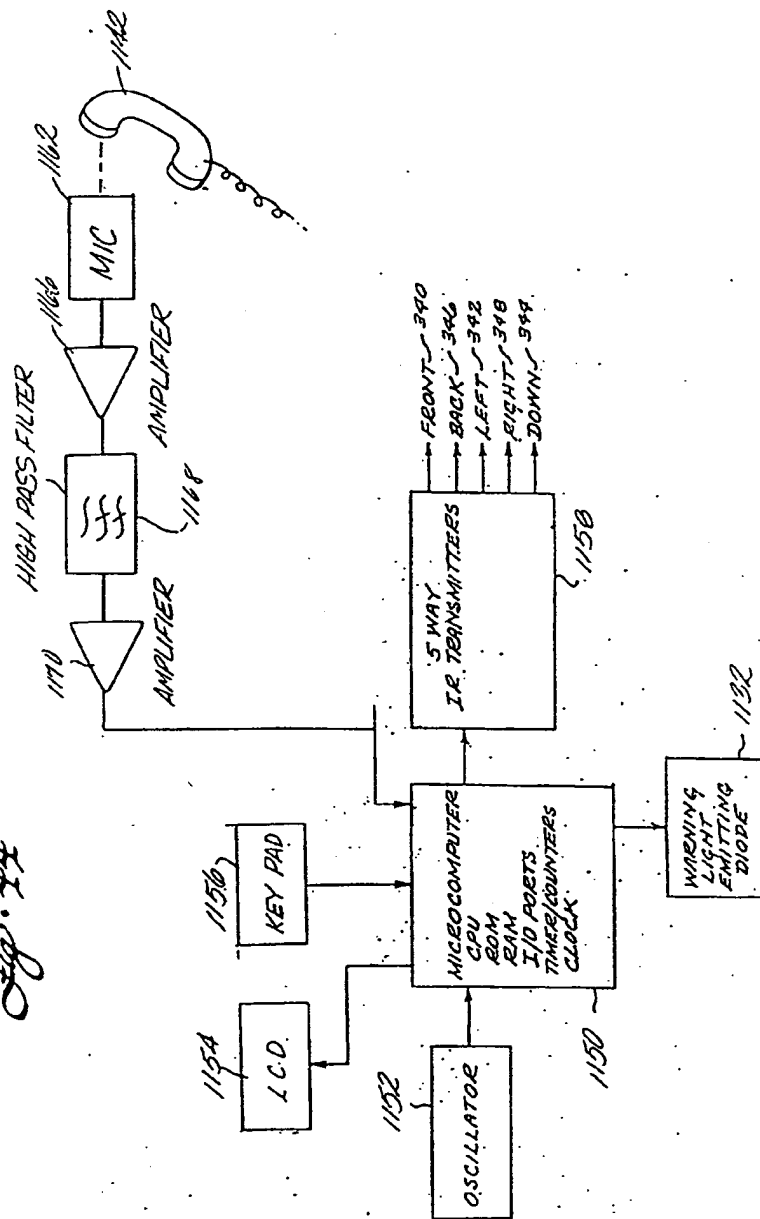 Fig. 44
1142
1162
MIC
1166
AMPLIFIER
HIGH PASS FILTER
1168
1170
AMPLIFIER
1154
L.C.D.
1156
KEY PAD
1152
OSCILLATOR
MICROCOMPUTER
CPU
ROM
RAM
I/O PORTS
TIMER/COUNTERS
CLOCK
1150
5 WAY
I.R. TRANSMITTERS
1158
FRONT 340
BACK 346
LEFT 342
RIGHT 348
DOWN 344
WARNING
LIGHT
EMITTING
DIODE
1132